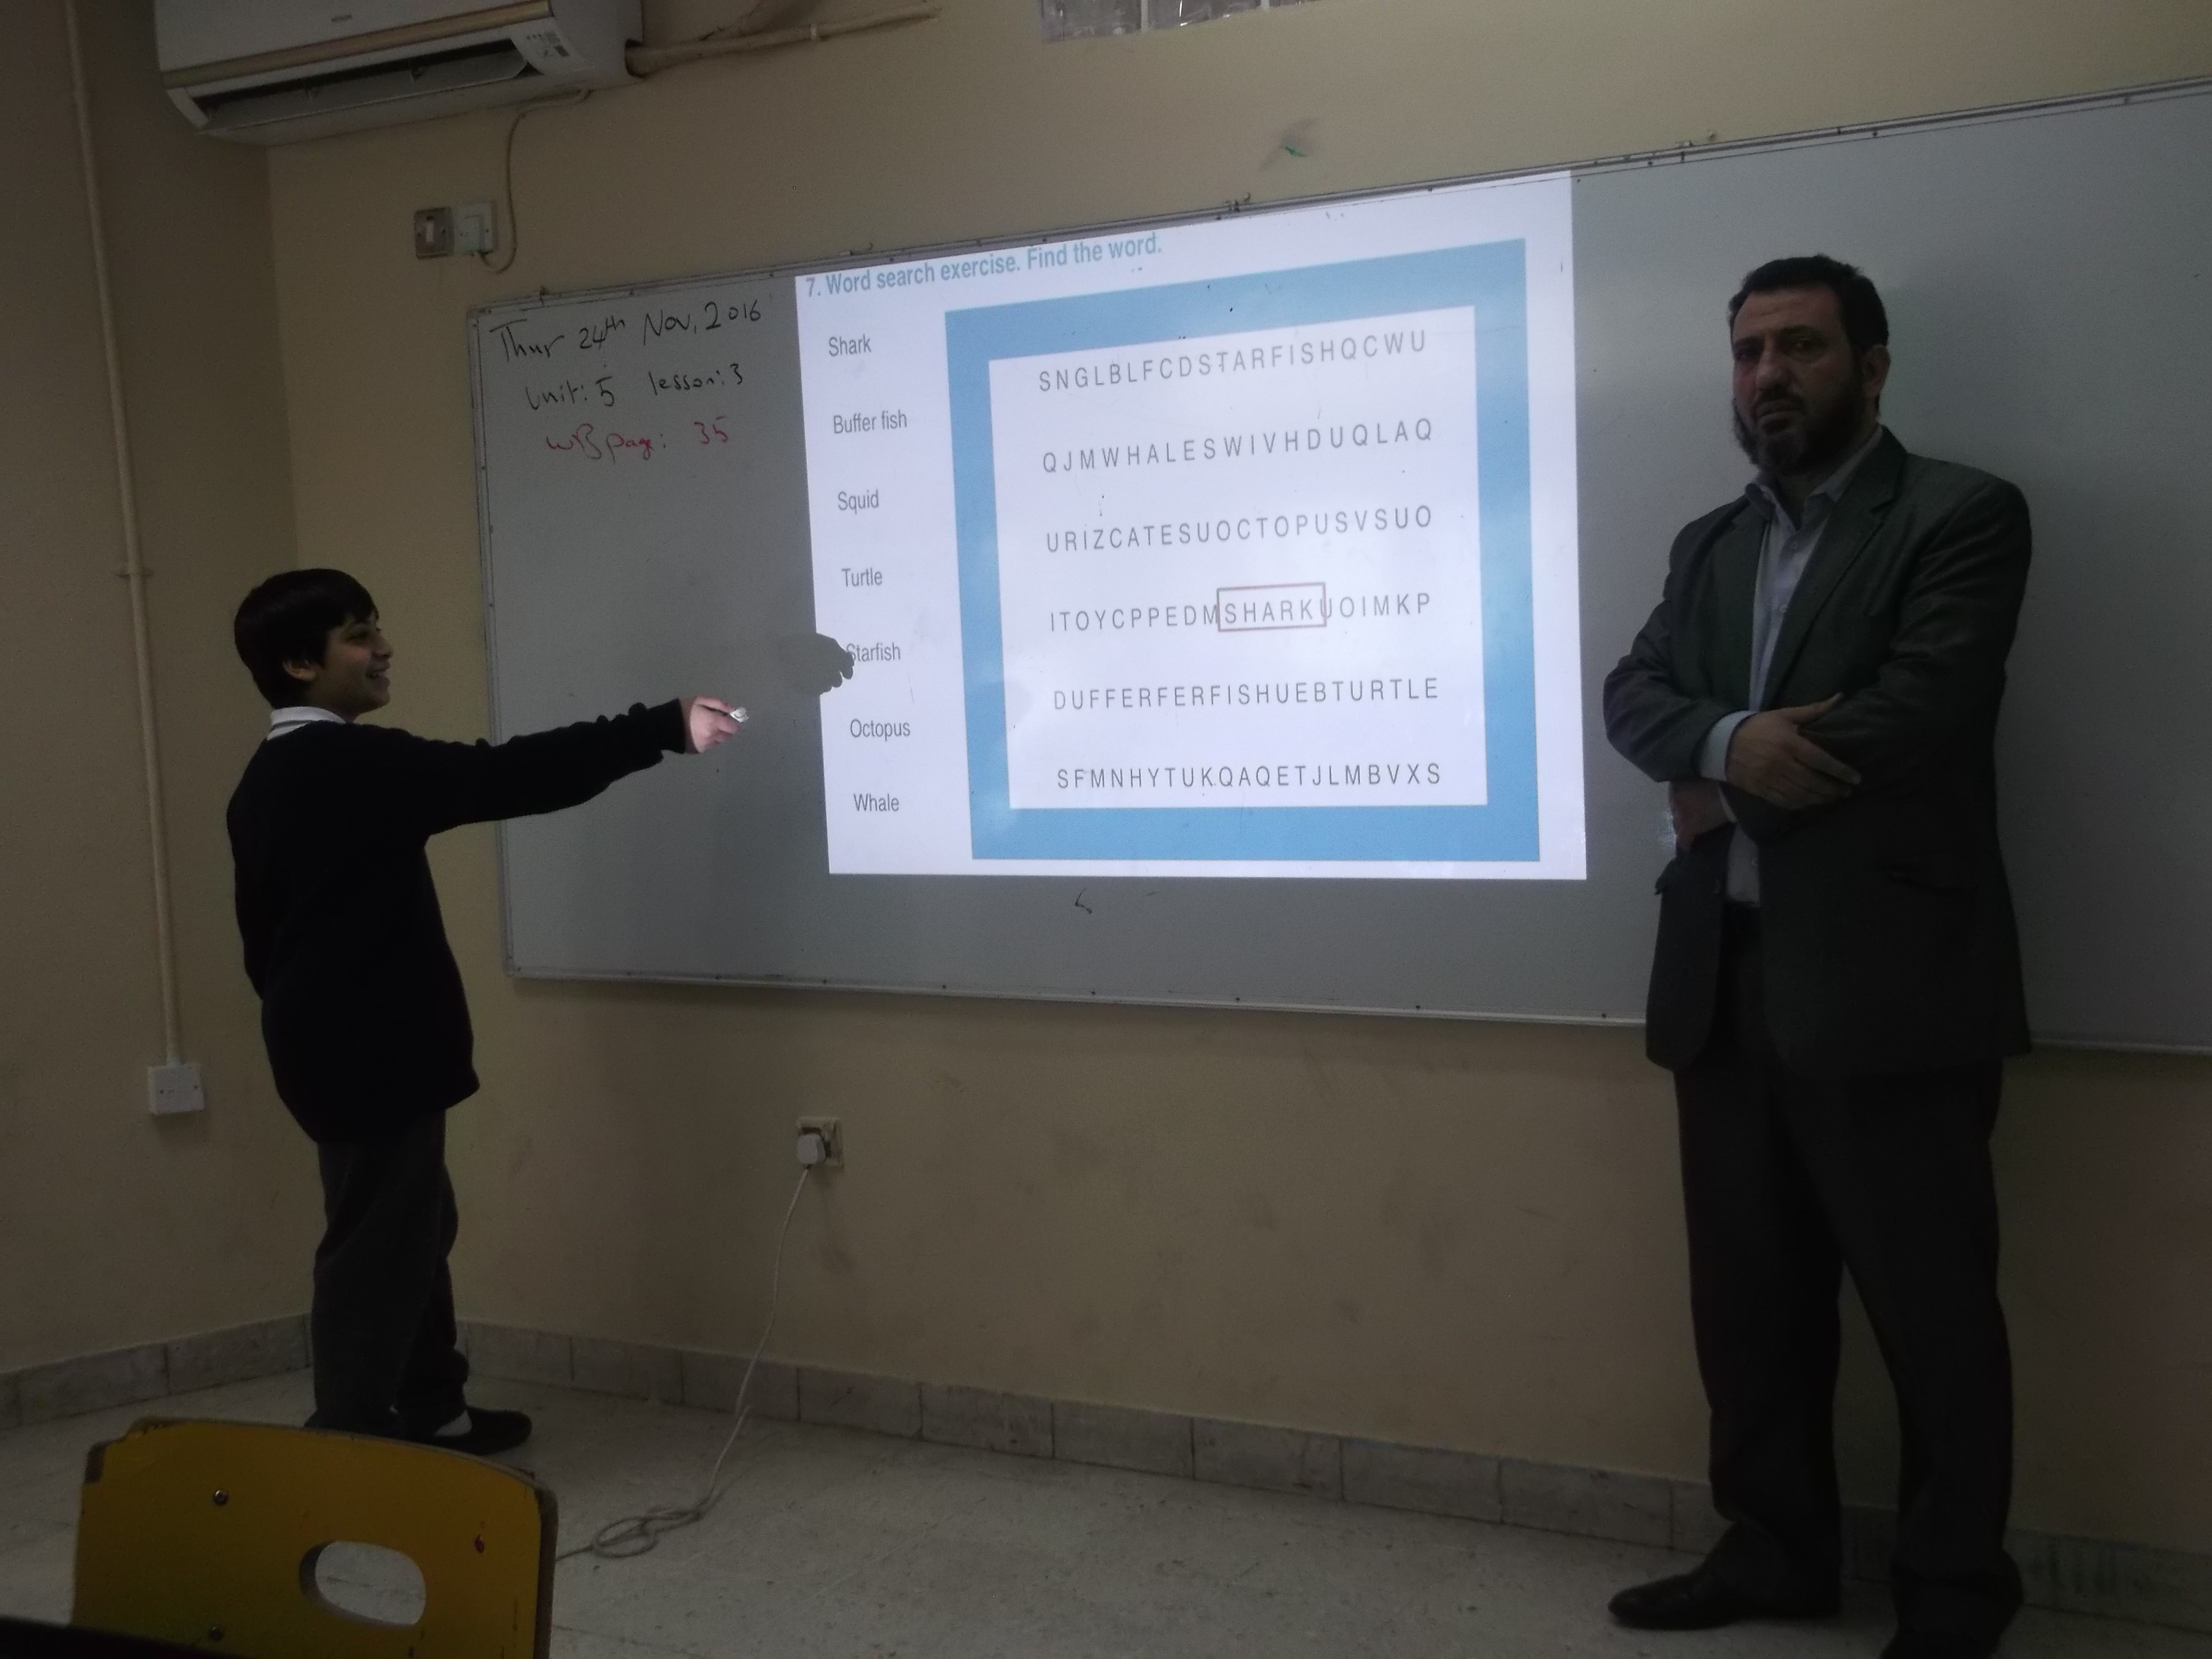 Thur 24th Nov, 2016
Unit: 5 lesson: 3
WB page: 35
7. Word search exercise. Find the word.
Shark
Buffer fish
Squid
Turtle
Starfish
Octopus
Whale
SNGLBLFCDSTARFISHQCWU
QJMWHALESWIVHDUQLAQ
URIZCATESUOCTOPUSVSUO
ITOYCPPEDMSHARKUOIMKP
DUFFERFERFISHUEBTURTLE
SFMNHYTUKQAQETJLMBVXS